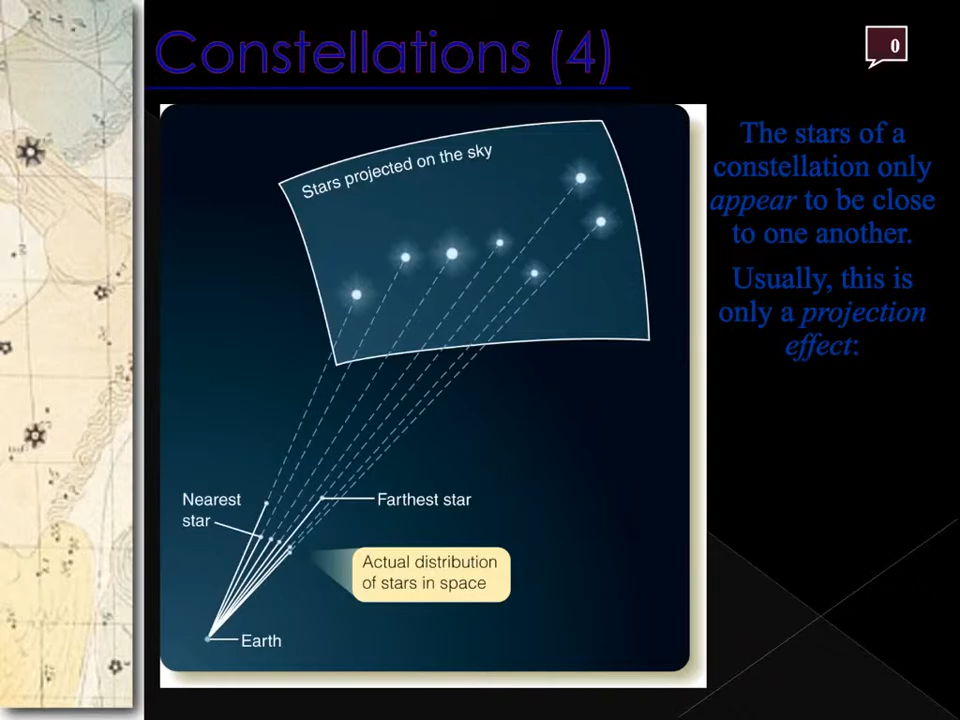 Constellations (4)
0
Stars projected on the sky
Nearest
star
Farthest star
Actual distribution
of stars in space
Earth
The stars of a
constellation only
appear to be close
to one another.
Usually, this is
only a projection
effect: